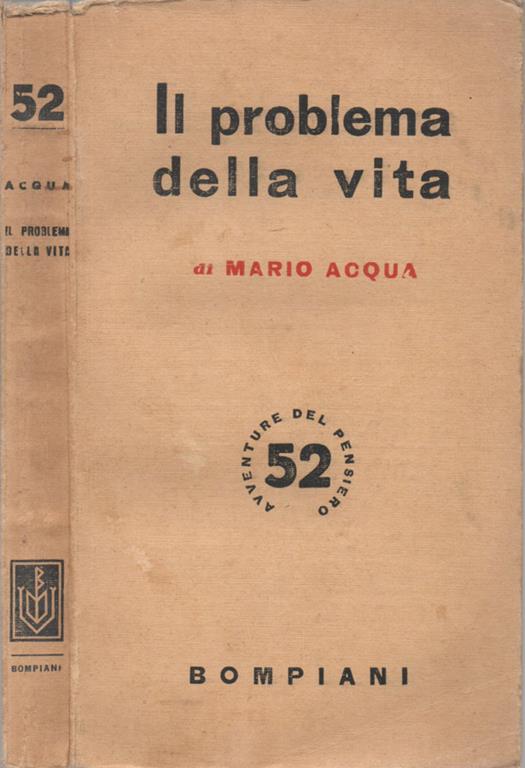 52
ACQUA
IL PROBLEMA
DELLA VITA
B
BOMPIANI
Il problema
della vita
di MARIO ACQUA
AVVENTURE DEL PENSIERO
52
BOMPIANI